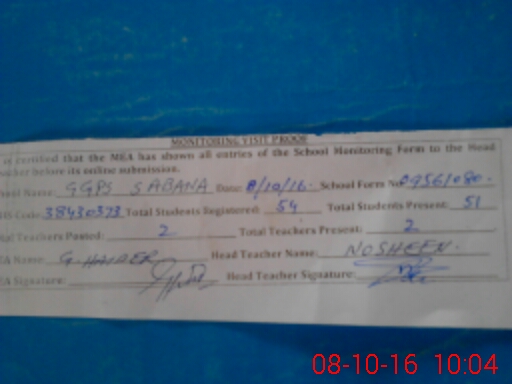 MONITORING VISIT PROOF
is certified that the MEA has shown all entries of the School Monitoring Form to the Head
before its online submission.
Name: GGPS SABANA Date: 8/10/16. School Form No 09561080.
Code 38430373 Total Students Registered: 54 Total Students Present: 51
Teachers Posted: 2 Total Teachers Present: 2
Name: G. HAIDER Head Teacher Name: NOSHEEN.
Signature: Head Teacher Signature:
08-10-16 10:04